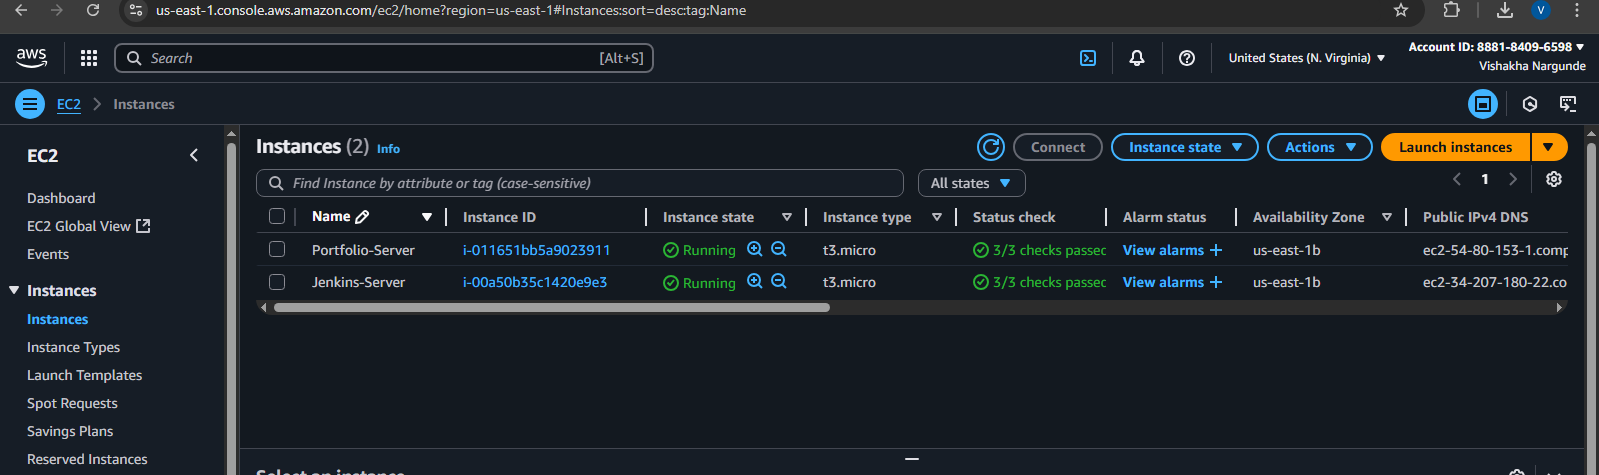 us-east-1.console.aws.amazon.com/ec2/home?region=us-east-1#Instances:sort=desc:tag:Name
V
aws
Search
[Alt+S]
United States (N. Virginia)
Account ID: 8881-8409-6598
Vishakha Nargunde
EC2
Instances
EC2
Dashboard
EC2 Global View
Events
Instances
Instances
Instance Types
Launch Templates
Spot Requests
Savings Plans
Reserved Instances
Instances (2) Info
Connect
Instance state
Actions
Launch instances
Find Instance by attribute or tag (case-sensitive)
All states
1
Name Instance ID Instance state Instance type Status check Alarm status Availability Zone Public IPv4 DNS
Portfolio-Server i-011651bb5a9023911 Running t3.micro 3/3 checks passec View alarms + us-east-1b ec2-54-80-153-1.comp
Jenkins-Server i-00a50b35c1420e9e3 Running t3.micro 3/3 checks passec View alarms + us-east-1b ec2-34-207-180-22.co
Select an instance